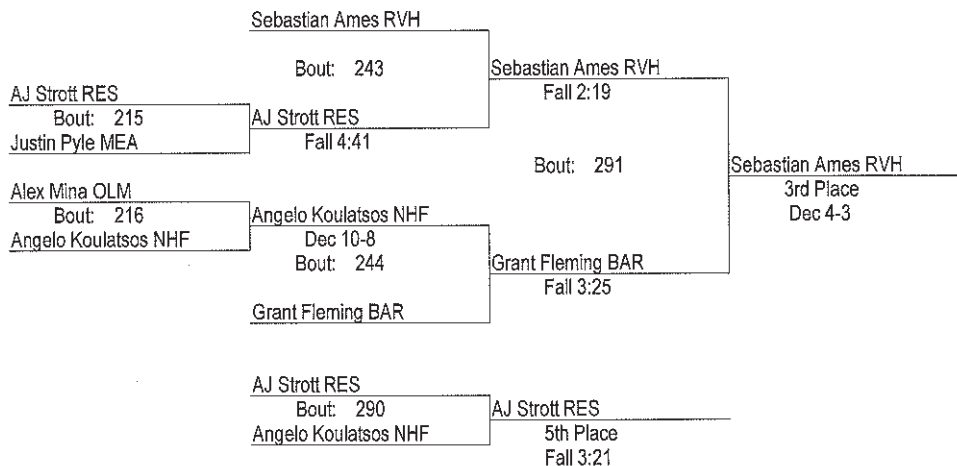 Sebastian Ames RVH
Bout: 243
Sebastian Ames RVH
Fall 2:19
AJ Strott RES
Bout: 215
Justin Pyle MEA
AJ Strott RES
Fall 4:41
Bout: 291
Sebastian Ames RVH
3rd Place
Dec 4-3
Alex Mina OLM
Bout: 216
Angelo Koulatsos NHF
Angelo Koulatsos NHF
Dec 10-8
Bout: 244
Grant Fleming BAR
Fall 3:25
Grant Fleming BAR
AJ Strott RES
Bout: 290
Angelo Koulatsos NHF
AJ Strott RES
5th Place
Fall 3:21